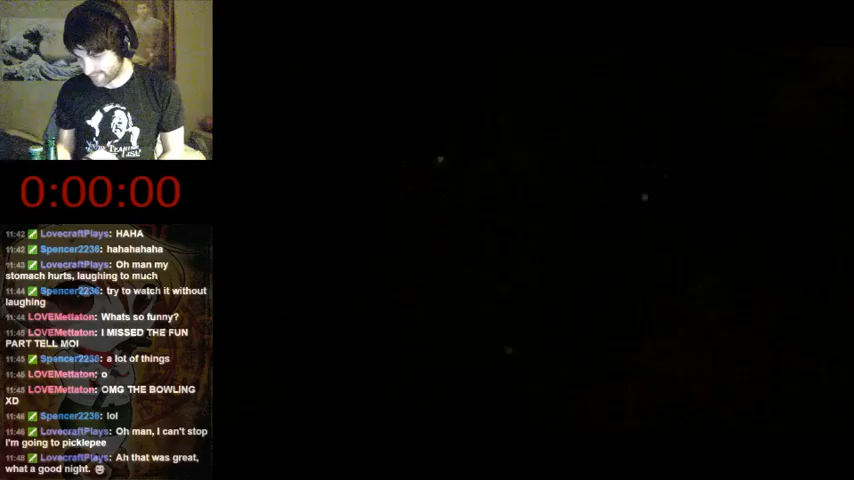 0:00:00
11:42 LovecraftPlays: HAHA
11:42 Spencer2236: hahahahaha
11:43 LovecraftPlays: Oh man my
stomach hurts, laughing to much
11:44 Spencer2236: try to watch it without
laughing
11:44 LOVEMettaton: Whats so funny?
11:45 LOVEMettaton: I MISSED THE FUN
PART TELL MOI
11:45 Spencer2236: a lot of things
11:45 LOVEMettaton: o
11:45 LOVEMettaton: OMG THE BOWLING
XD
11:46 Spencer2236: lol
11:46 LovecraftPlays: Oh man, I can't stop
I'm going to picklepee
11:48 LovecraftPlays: Ah that was great,
what a good night.